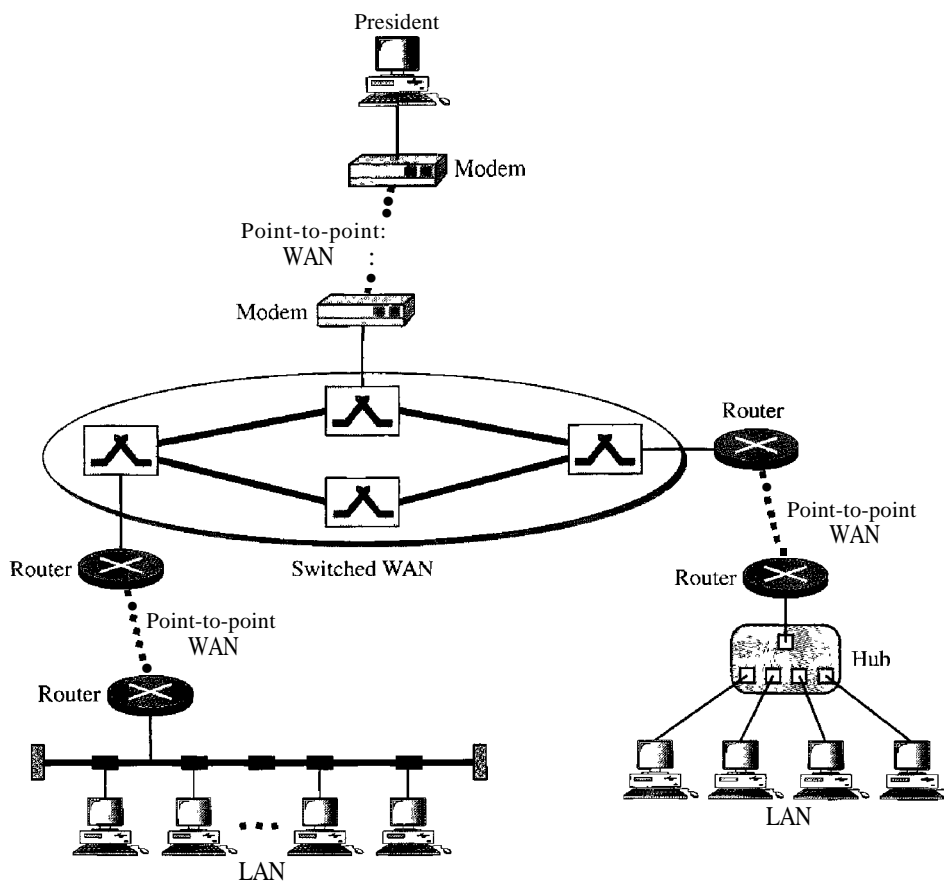 President
Modem
Point-to-point:
WAN
Modem
Router
Point-to-point
WAN
Router
Switched WAN
Router
Point-to-point
WAN
Router
Hub
LAN
LAN